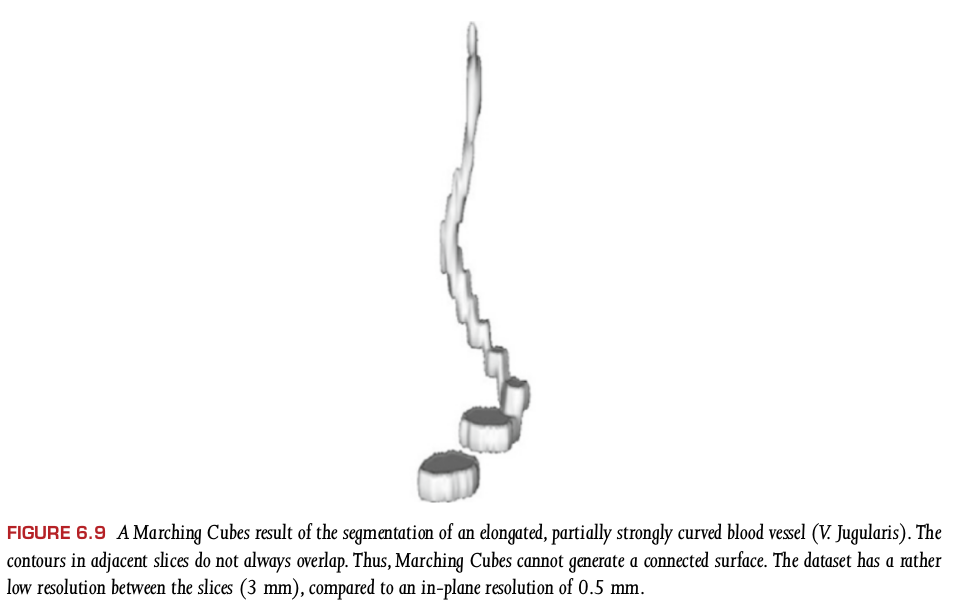 FIGURE 6.9 A Marching Cubes result of the segmentation of an elongated, partially strongly curved blood vessel (V. Jugularis). The
contours in adjacent slices do not always overlap. Thus, Marching Cubes cannot generate a connected surface. The dataset has a rather
low resolution between the slices (3 mm), compared to an in-plane resolution of 0.5 mm.